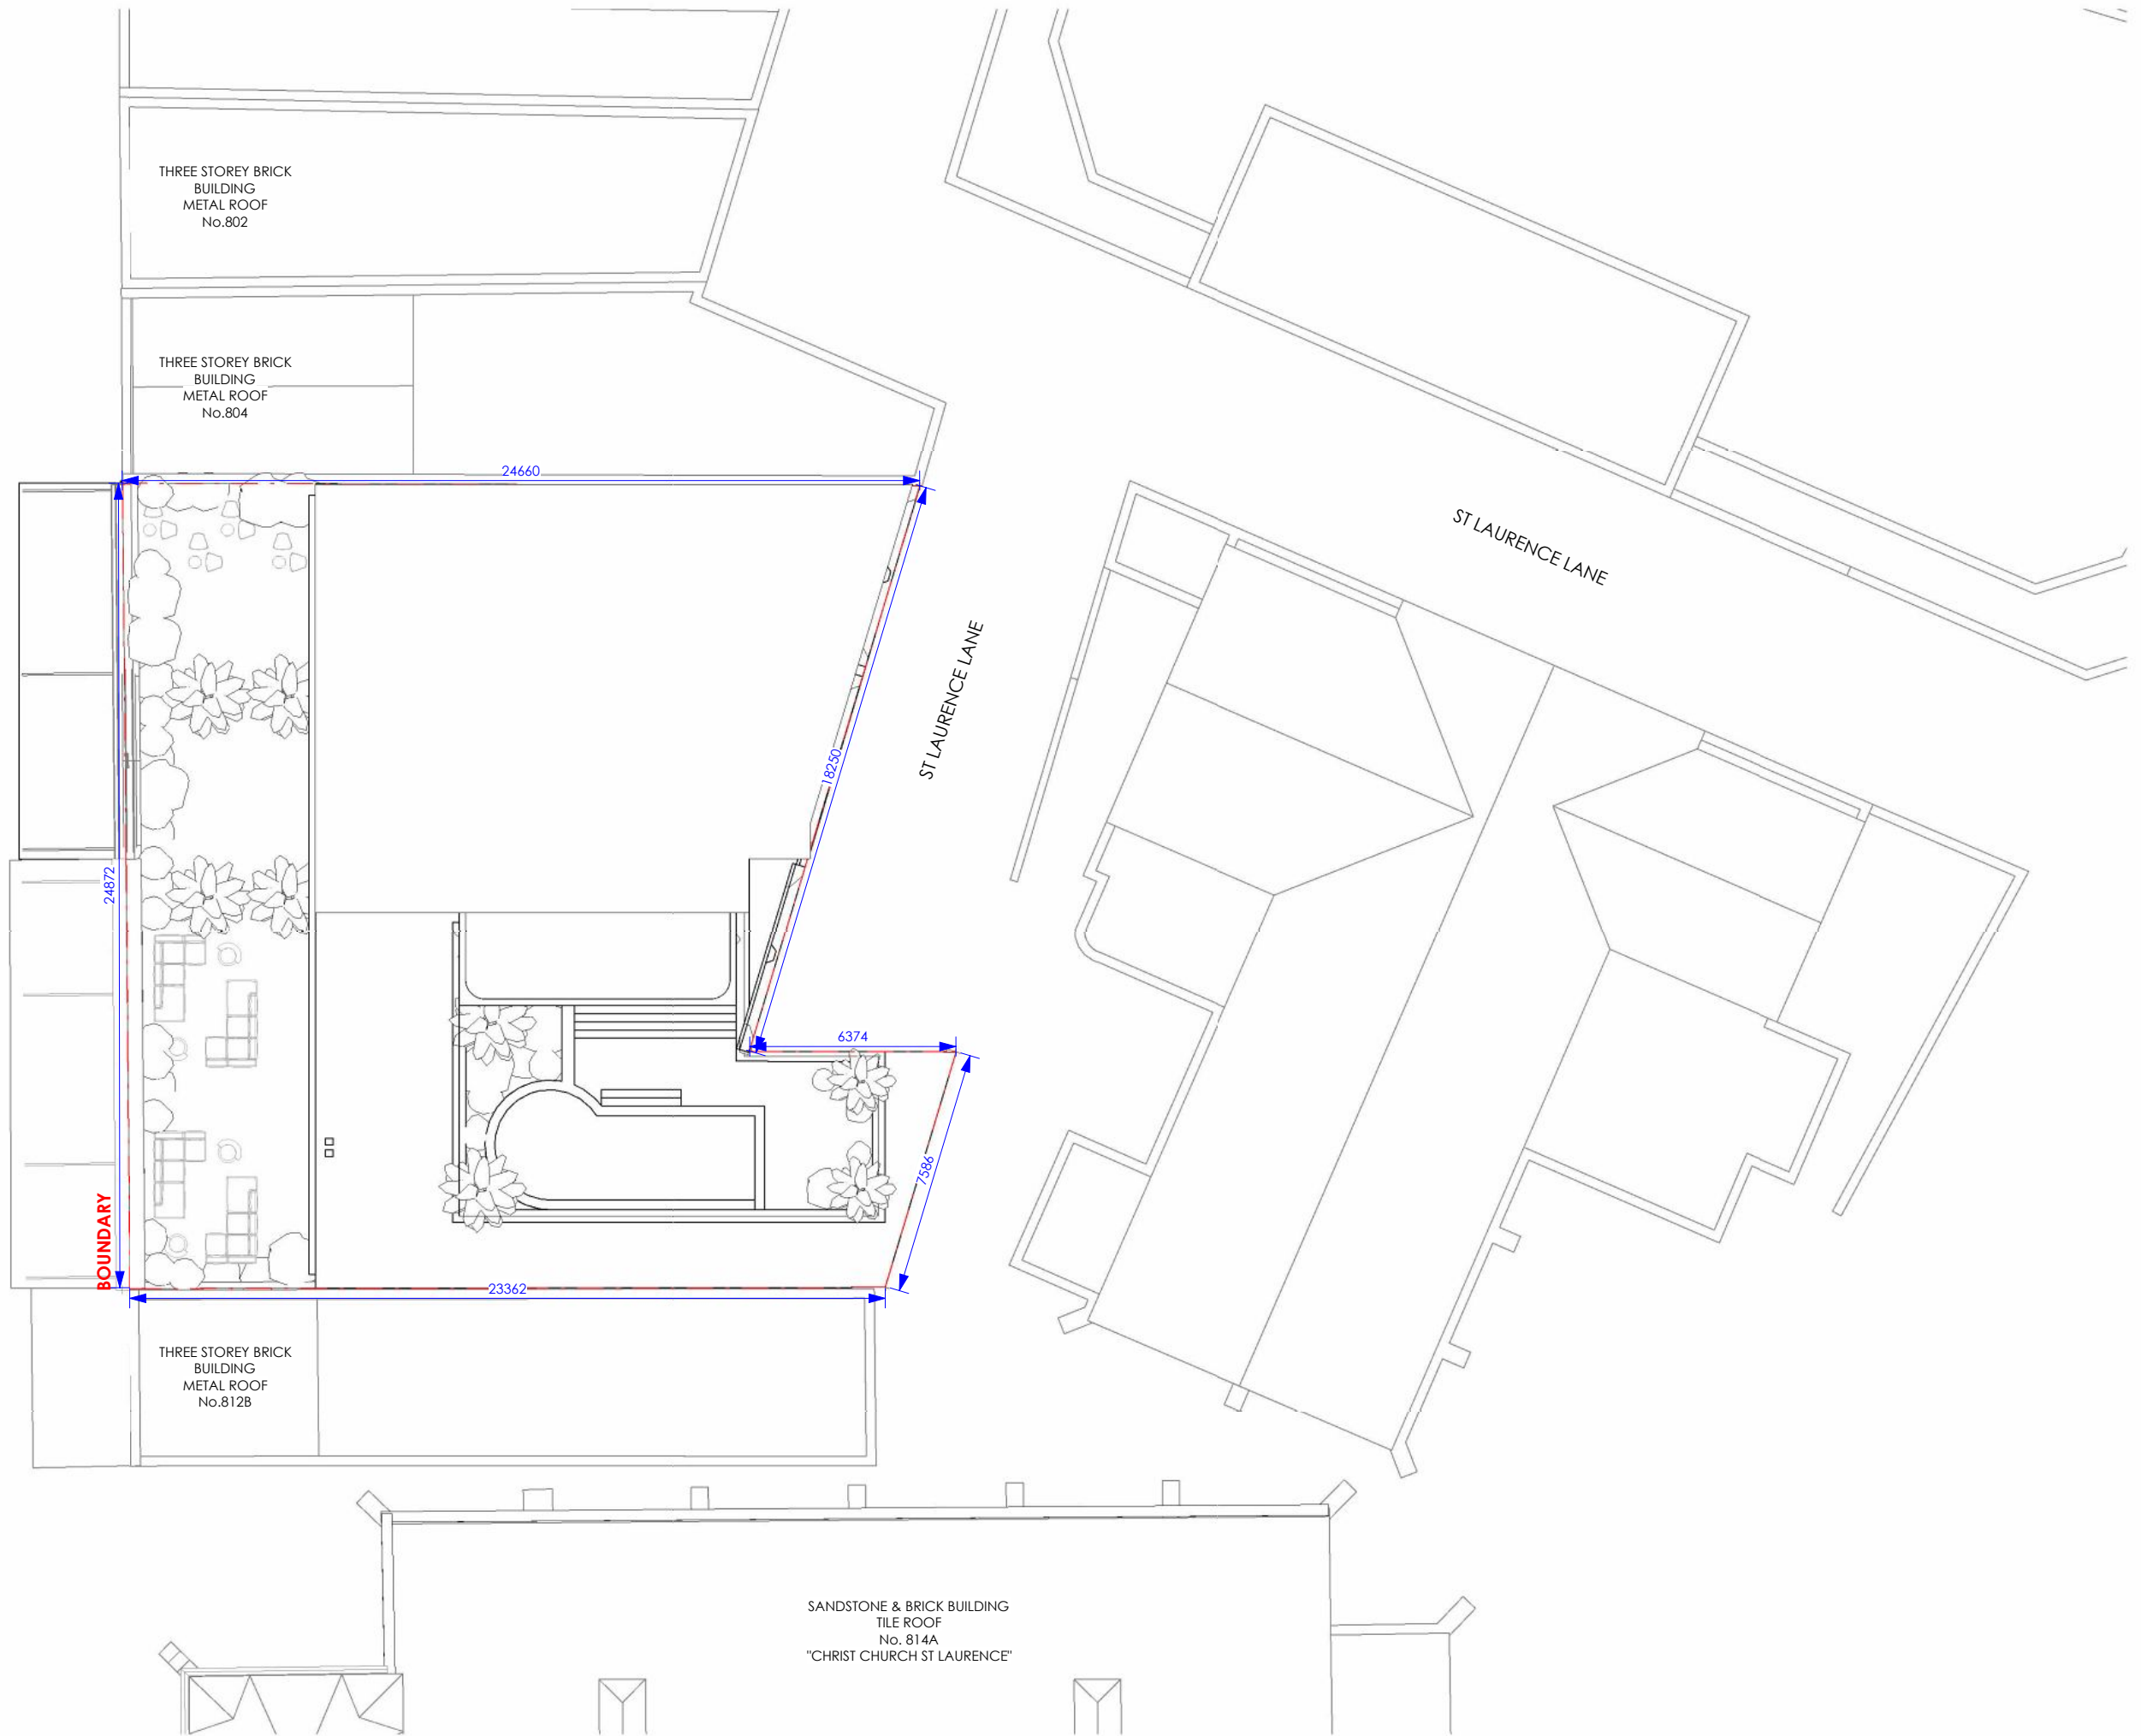 THREE STOREY BRICK
BUILDING
METAL ROOF
No.802
THREE STOREY BRICK
BUILDING
METAL ROOF
No.804
24660
ST LAURENCE LANE
ST LAURENCE LANE
18250
24872
6374
7586
BOUNDARY
23362
THREE STOREY BRICK
BUILDING
METAL ROOF
No.812B
SANDSTONE & BRICK BUILDING
TILE ROOF
No. 814A
"CHRIST CHURCH ST LAURENCE"